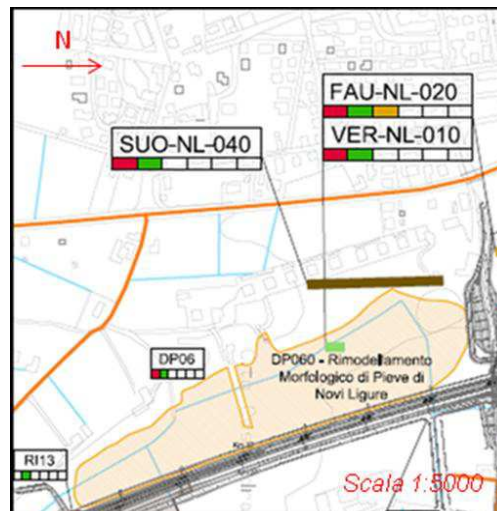 N
FAU-NL-020
VER-NL-010
SUO-NL-040
DP06
DP060 - Rimodellamento
Morfologico di Pieve di
Novi Ligure
RI13
Scala 1:5000